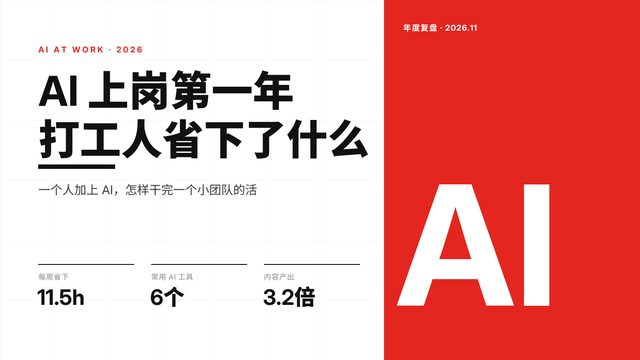 AI AT WORK · 2026
AI 上岗第一年
打工人省下了什么
一个人加上 AI，怎样干完一个小团队的活
每周省下
11.5h
常用 AI 工具
6个
内容产出
3.2倍
年度复盘 · 2026.11
AI